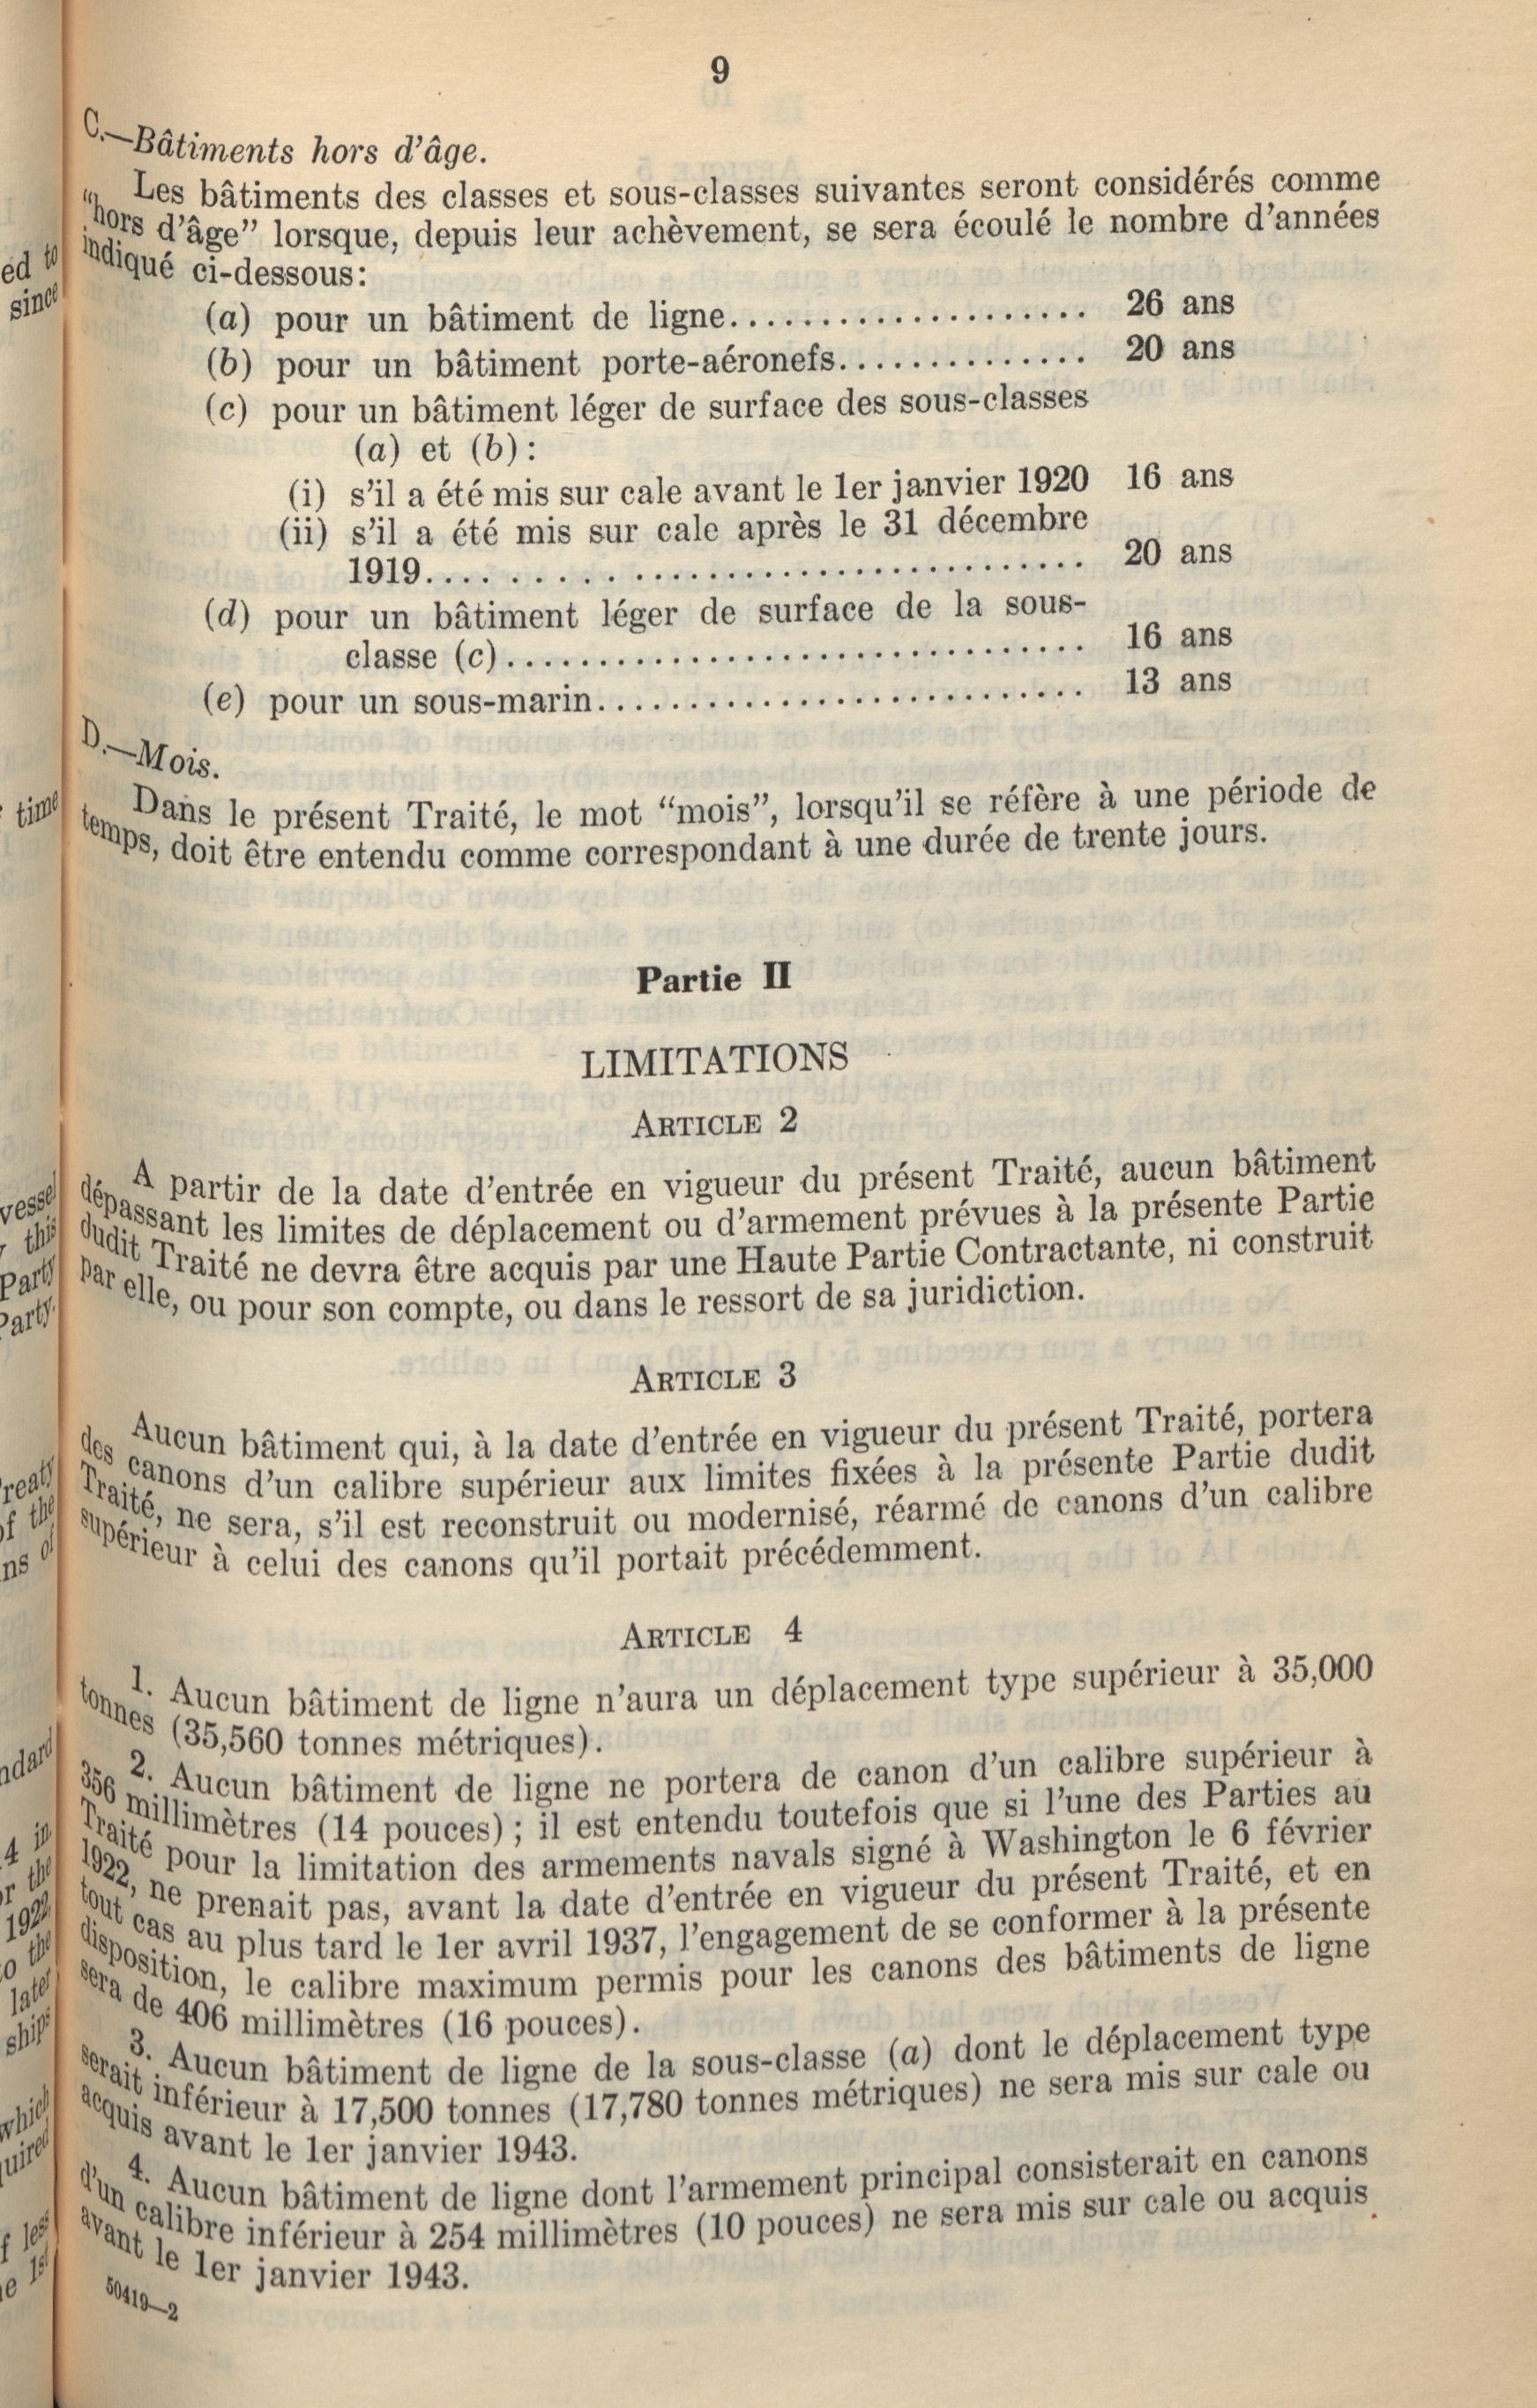 9
C.—Bâtiments hors d'âge.
Les bâtiments des classes et sous-classes suivantes seront considérés comme
"hors d'âge" lorsque, depuis leur achèvement, se sera écoulé le nombre d'années
indiqué ci-dessous:
(a) pour un bâtiment de ligne..................... 26 ans
(b) pour un bâtiment porte-aéronefs.............. 20 ans
(c) pour un bâtiment léger de surface des sous-classes
(a) et (b):
(i) s'il a été mis sur cale avant le 1er janvier 1920 16 ans
(ii) s'il a été mis sur cale après le 31 décembre
1919..................................... 20 ans
(d) pour un bâtiment léger de surface de la sous-
classe (c)................................. 16 ans
(e) pour un sous-marin............................ 13 ans
D.—Mois.
Dans le présent Traité, le mot "mois", lorsqu'il se réfère à une période de
temps, doit être entendu comme correspondant à une durée de trente jours.
Partie II
LIMITATIONS
ARTICLE 2
A partir de la date d'entrée en vigueur du présent Traité, aucun bâtiment
dépassant les limites de déplacement ou d'armement prévues à la présente Partie
dudit Traité ne devra être acquis par une Haute Partie Contractante, ni construit
par elle, ou pour son compte, ou dans le ressort de sa juridiction.
ARTICLE 3
Aucun bâtiment qui, à la date d'entrée en vigueur du présent Traité, portera
des canons d'un calibre supérieur aux limites fixées à la présente Partie dudit
Traité, ne sera, s'il est reconstruit ou modernisé, réarmé de canons d'un calibre
supérieur à celui des canons qu'il portait précédemment.
ARTICLE 4
1. Aucun bâtiment de ligne n'aura un déplacement type supérieur à 35,000
tonnes (35,560 tonnes métriques).
2. Aucun bâtiment de ligne ne portera de canon d'un calibre supérieur à
356 millimètres (14 pouces); il est entendu toutefois que si l'une des Parties au
Traité pour la limitation des armements navals signé à Washington le 6 février
1922, ne prenait pas, avant la date d'entrée en vigueur du présent Traité, et en
tout cas au plus tard le 1er avril 1937, l'engagement de se conformer à la présente
disposition, le calibre maximum permis pour les canons des bâtiments de ligne
sera de 406 millimètres (16 pouces).
3. Aucun bâtiment de ligne de la sous-classe (a) dont le déplacement type
serait inférieur à 17,500 tonnes (17,780 tonnes métriques) ne sera mis sur cale ou
acquis avant le 1er janvier 1943.
4. Aucun bâtiment de ligne dont l'armement principal consisterait en canons
d'un calibre inférieur à 254 millimètres (10 pouces) ne sera mis sur cale ou acquis
avant le 1er janvier 1943.
50419—2